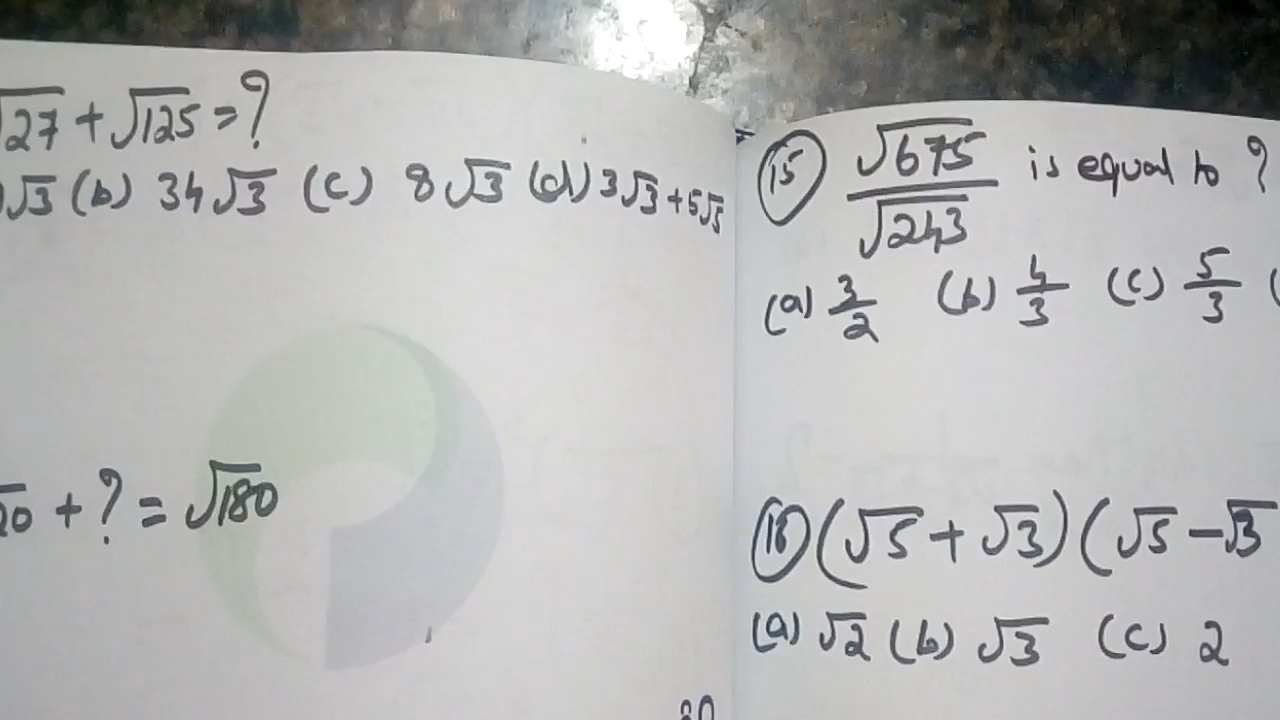 √27 + √125 = ?
√3 (b) 34√3 (c) 8√3 (d) 3√3+5√5
+ ? = √180
(15) √675 / √243 is equal to ?
(a) 3/2 (b) 4/3 (c) 5/3 (
(16) (√5 + √3) (√5 - √3
(a) √2 (b) √3 (c) 2